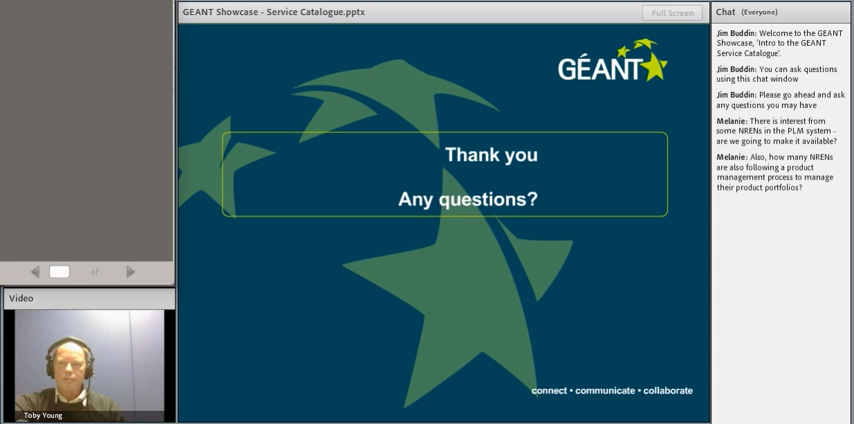 GEANT Showcase - Service Catalogue.pptx
Full Screen
Chat (Everyone)
GÉANT
Thank you
Any questions?
connect • communicate • collaborate
Jim Buddin: Welcome to the GEANT
Showcase, 'Intro to the GEANT
Service Catalogue'.
Jim Buddin: You can ask questions
using this chat window
Jim Buddin: Please go ahead and ask
any questions you may have
Melanie: There is interest from
some NRENs in the PLM system -
are we going to make it available?
Melanie: Also, how many NRENs
are also following a product
management process to manage
their product portfolios?
of
Video
Toby Young